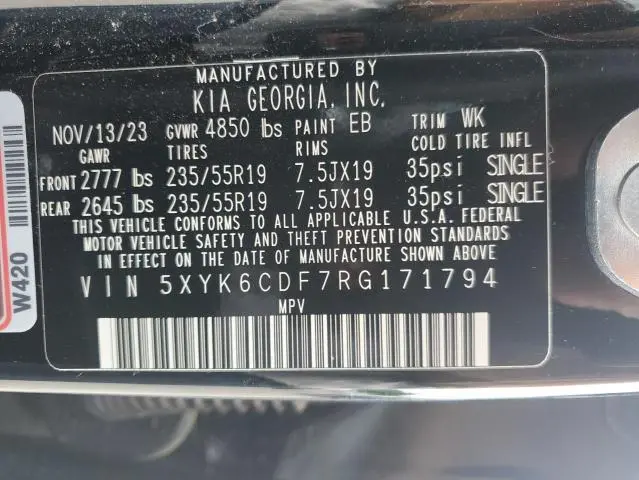 MANUFACTURED BY
KIA GEORGIA, INC.
NOV/13/23 GVWR 4850 lbs PAINT EB TRIM WK
GAWR TIRES RIMS COLD TIRE INFL
FRONT 2777 lbs 235/55R19 7.5JX19 35psi SINGLE
REAR 2645 lbs 235/55R19 7.5JX19 35psi SINGLE
THIS VEHICLE CONFORMS TO ALL APPLICABLE U.S.A. FEDERAL
MOTOR VEHICLE SAFETY AND THEFT PREVENTION STANDARDS
IN EFFECT ON THE DATE OF MANUFACTURE SHOWN ABOVE.
VIN 5XYK6CDF7RG171794
MPV
W420